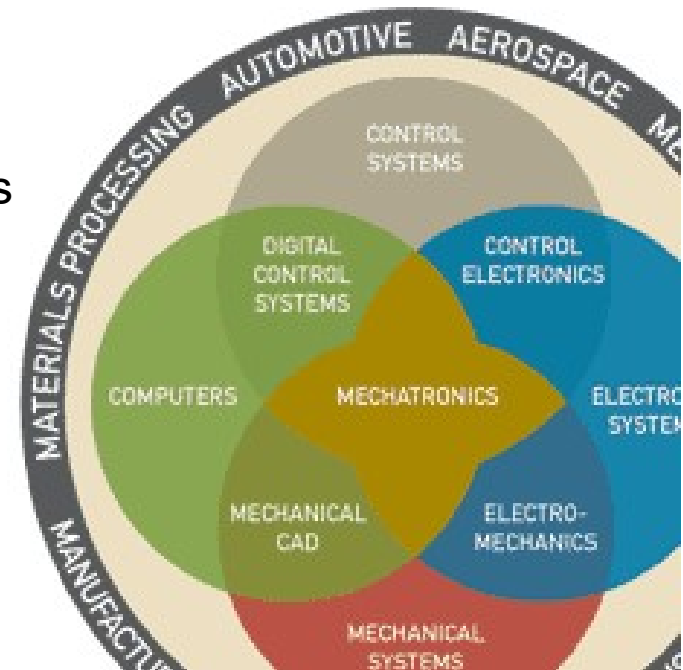 MATERIALS PROCESSING
AUTOMOTIVE
AEROSPACE
CONTROL
SYSTEMS
DIGITAL
CONTROL
SYSTEMS
CONTROL
ELECTRONICS
COMPUTERS
MECHATRONICS
MECHANICAL
CAD
ELECTRO-
MECHANICS
MECHANICAL
SYSTEMS